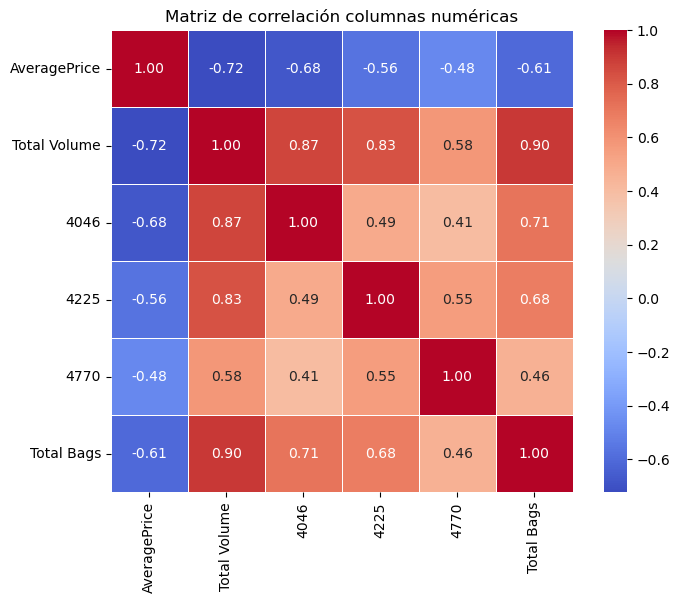 Matriz de correlación columnas numéricas
AveragePrice 1.00 -0.72 -0.68 -0.56 -0.48 -0.61
Total Volume -0.72 1.00 0.87 0.83 0.58 0.90
4046 -0.68 0.87 1.00 0.49 0.41 0.71
4225 -0.56 0.83 0.49 1.00 0.55 0.68
4770 -0.48 0.58 0.41 0.55 1.00 0.46
Total Bags -0.61 0.90 0.71 0.68 0.46 1.00
AveragePrice
Total Volume
4046
4225
4770
Total Bags
1.0
0.8
0.6
0.4
0.2
0.0
−0.2
−0.4
−0.6